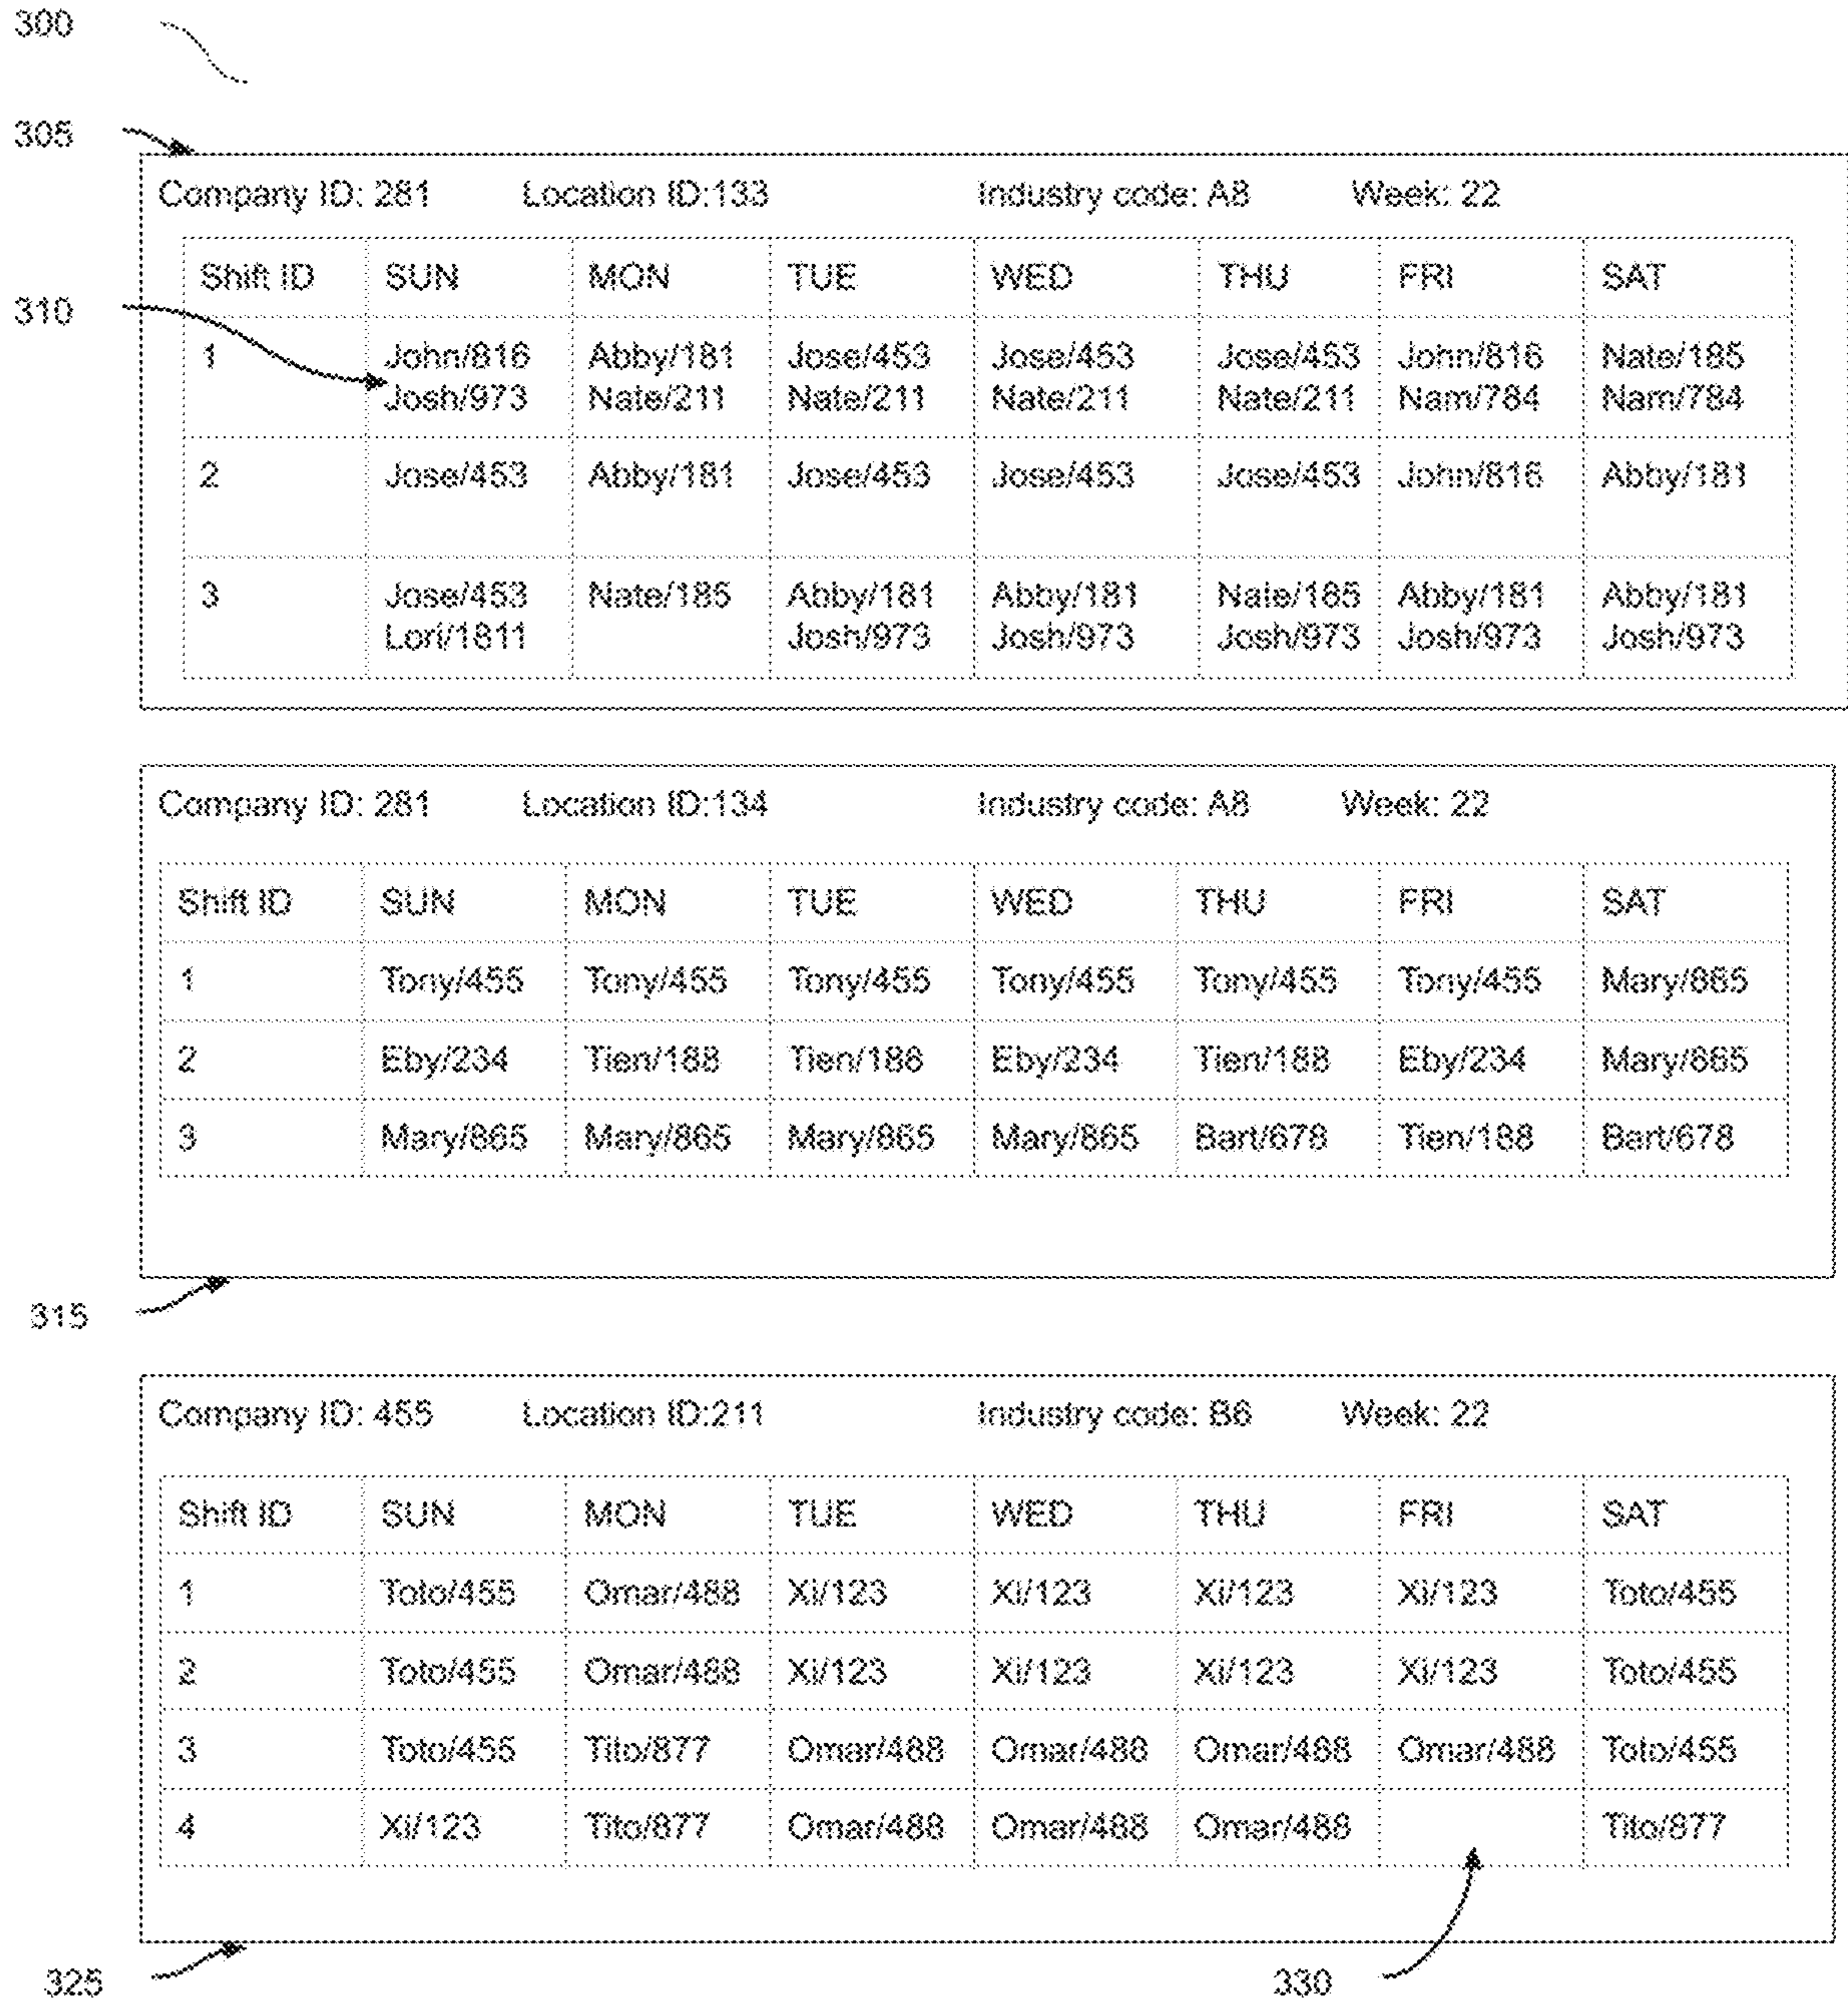 300
305
Company ID: 281 Location ID:133 Industry code: A8 Week: 22
Shift ID SUN MON TUE WED THU FRI SAT
310
1 John/816 Abby/181 Jose/453 Jose/453 Jose/453 John/816 Nate/185
Josh/973 Nate/211 Nate/211 Nate/211 Nate/211 Nam/784 Nam/784
2 Jose/453 Abby/181 Jose/453 Jose/453 Jose/453 John/816 Abby/181
3 Jose/453 Nate/185 Abby/181 Abby/181 Nate/185 Abby/181 Abby/181
Lori/1811 Josh/973 Josh/973 Josh/973 Josh/973 Josh/973
Company ID: 281 Location ID:134 Industry code: A8 Week: 22
Shift ID SUN MON TUE WED THU FRI SAT
1 Tony/455 Tony/455 Tony/455 Tony/455 Tony/455 Tony/455 Mary/865
2 Eby/234 Tien/188 Tien/188 Eby/234 Tien/188 Eby/234 Mary/865
3 Mary/865 Mary/865 Mary/865 Mary/865 Bart/678 Tien/188 Bart/678
315
Company ID: 455 Location ID:211 Industry code: B6 Week: 22
Shift ID SUN MON TUE WED THU FRI SAT
1 Toto/455 Omar/488 Xi/123 Xi/123 Xi/123 Xi/123 Toto/455
2 Toto/455 Omar/488 Xi/123 Xi/123 Xi/123 Xi/123 Toto/455
3 Toto/455 Tito/877 Omar/488 Omar/488 Omar/488 Omar/488 Toto/455
4 Xi/123 Tito/877 Omar/488 Omar/488 Omar/488 Tito/877
325 330